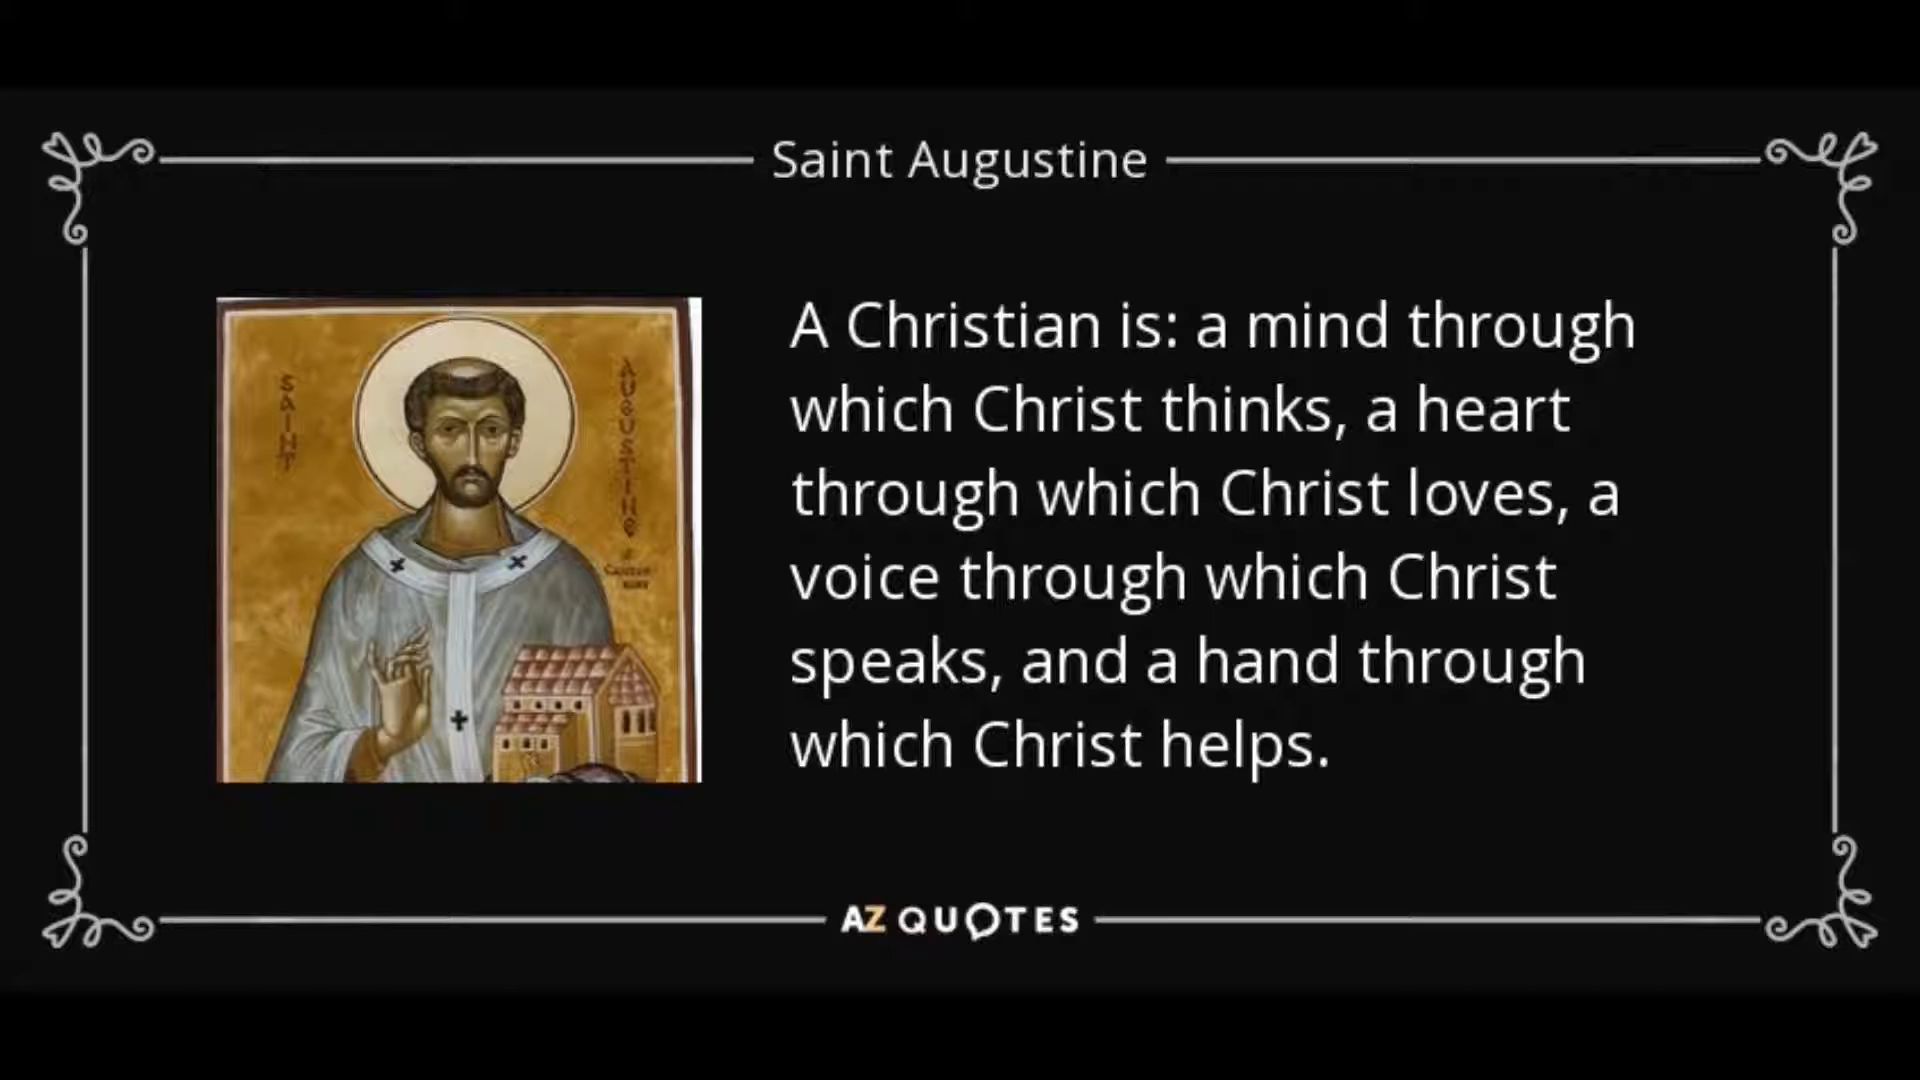 Saint Augustine
SAINT
AUGUSTINE
A Christian is: a mind through
which Christ thinks, a heart
through which Christ loves, a
voice through which Christ
speaks, and a hand through
which Christ helps.
AZ QUOTES